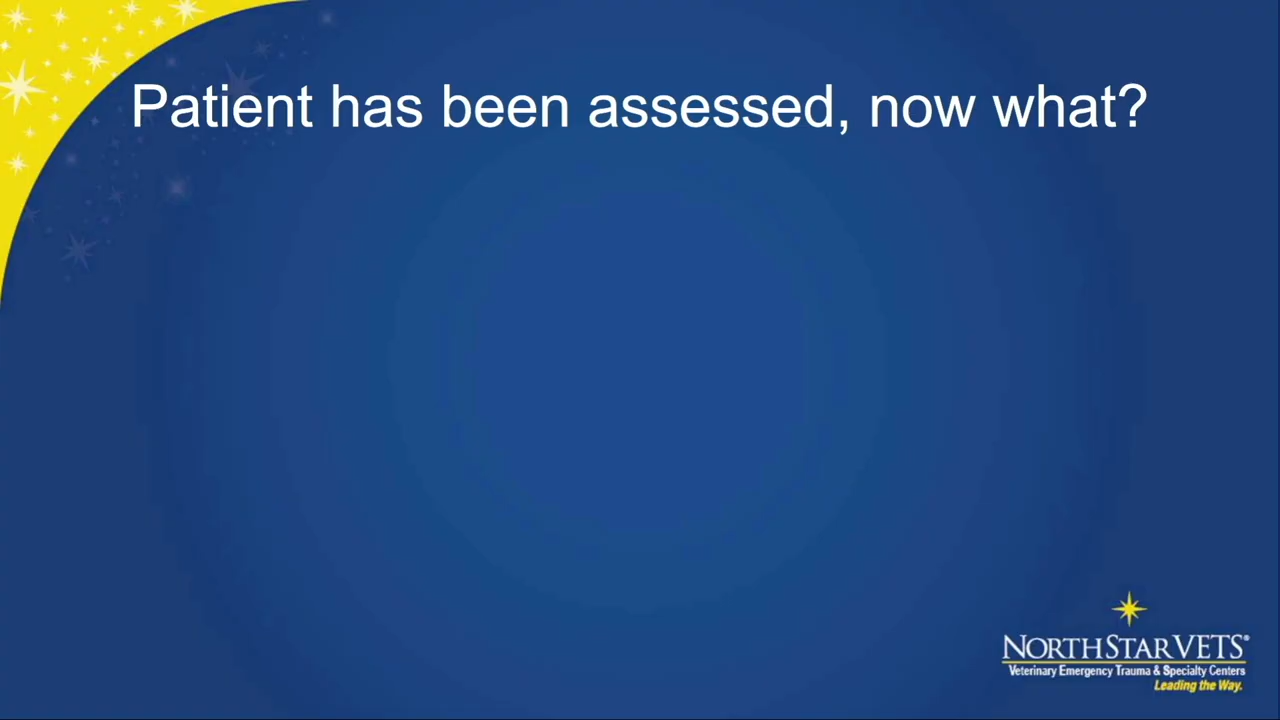 Patient has been assessed, now what?
NORTHSTARVETS®
Veterinary Emergency Trauma & Specialty Centers
Leading the Way.